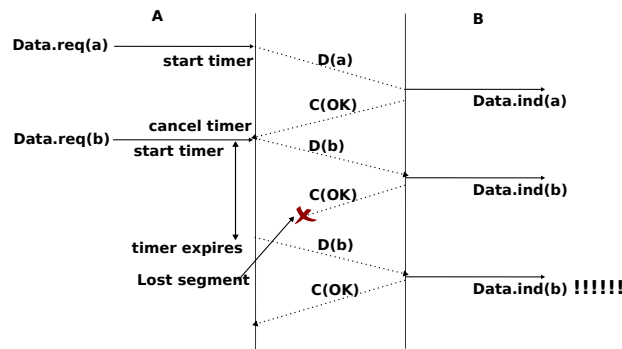 A
B
Data.req(a)
start timer
D(a)
Data.ind(a)
C(OK)
cancel timer
Data.req(b)
start timer
D(b)
Data.ind(b)
C(OK)
timer expires
D(b)
Lost segment
C(OK)
Data.ind(b) !!!!!!